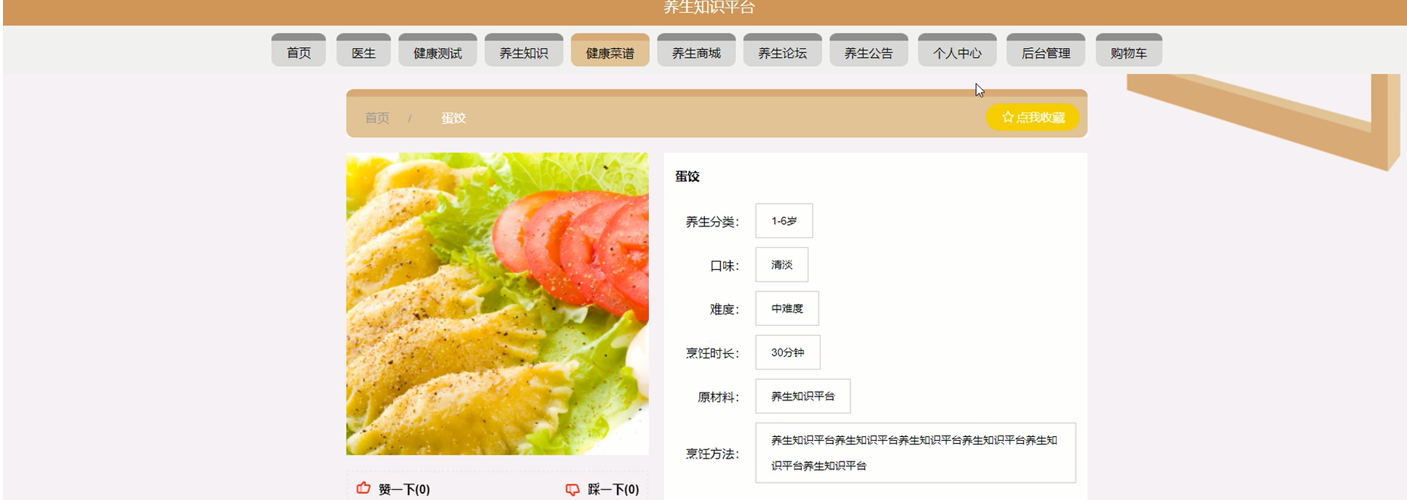 养生知识平台
首页 医生 健康测试 养生知识 健康菜谱 养生商城 养生论坛 养生公告 个人中心 后台管理 购物车
首页 / 蛋饺 点我收藏
蛋饺
养生分类： 1-6岁
口味： 清淡
难度： 中难度
烹饪时长： 30分钟
原材料： 养生知识平台
烹饪方法： 养生知识平台养生知识平台养生知识平台养生知识平台养生知
识平台养生知识平台
赞一下(0) 踩一下(0)